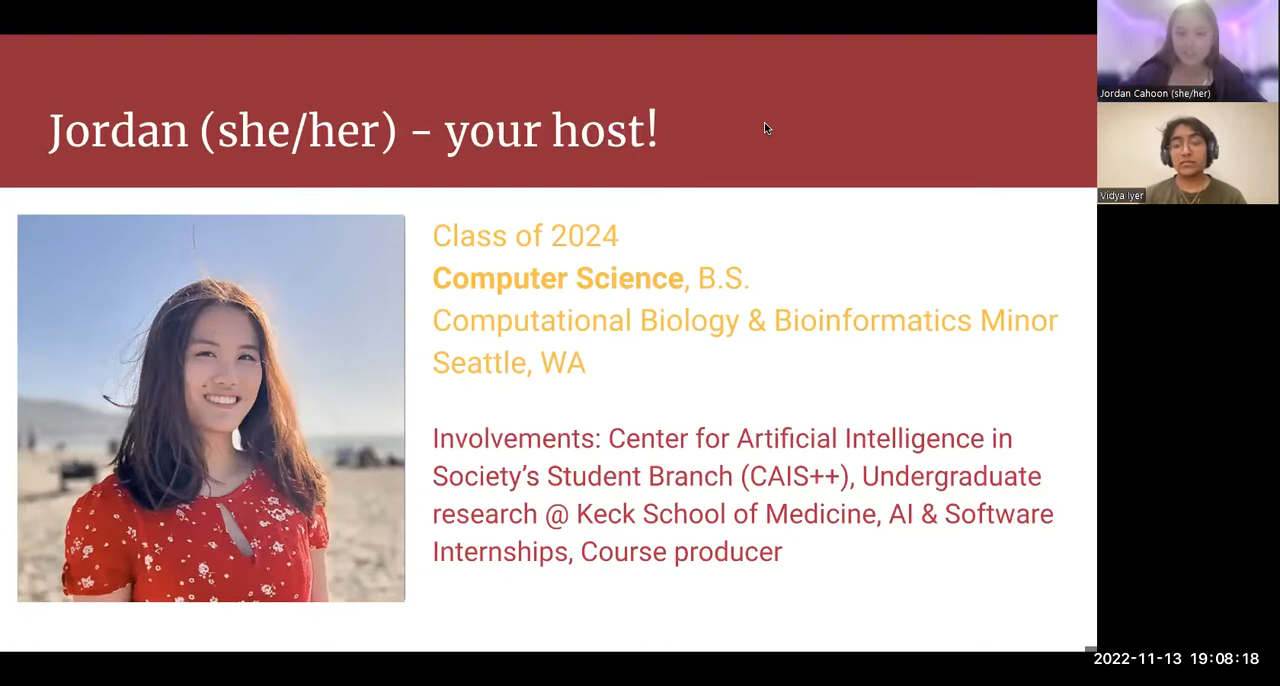 Jordan (she/her) - your host!
Class of 2024
Computer Science, B.S.
Computational Biology & Bioinformatics Minor
Seattle, WA
Involvements: Center for Artificial Intelligence in
Society’s Student Branch (CAIS++), Undergraduate
research @ Keck School of Medicine, AI & Software
Internships, Course producer
Jordan Cahoon (she/her)
Vidya Iyer
2022-11-13 19:08:18